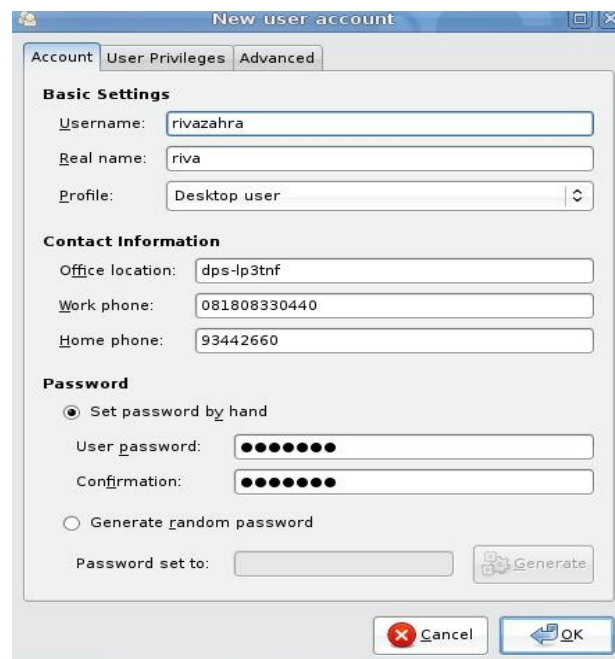 New user account
Account User Privileges Advanced
Basic Settings
Username: rivazahra
Real name: riva
Profile: Desktop user
Contact Information
Office location: dps-lp3tnf
Work phone: 081808330440
Home phone: 93442660
Password
Set password by hand
User password: ●●●●●●●
Confirmation: ●●●●●●●
Generate random password
Password set to: Generate
Cancel OK